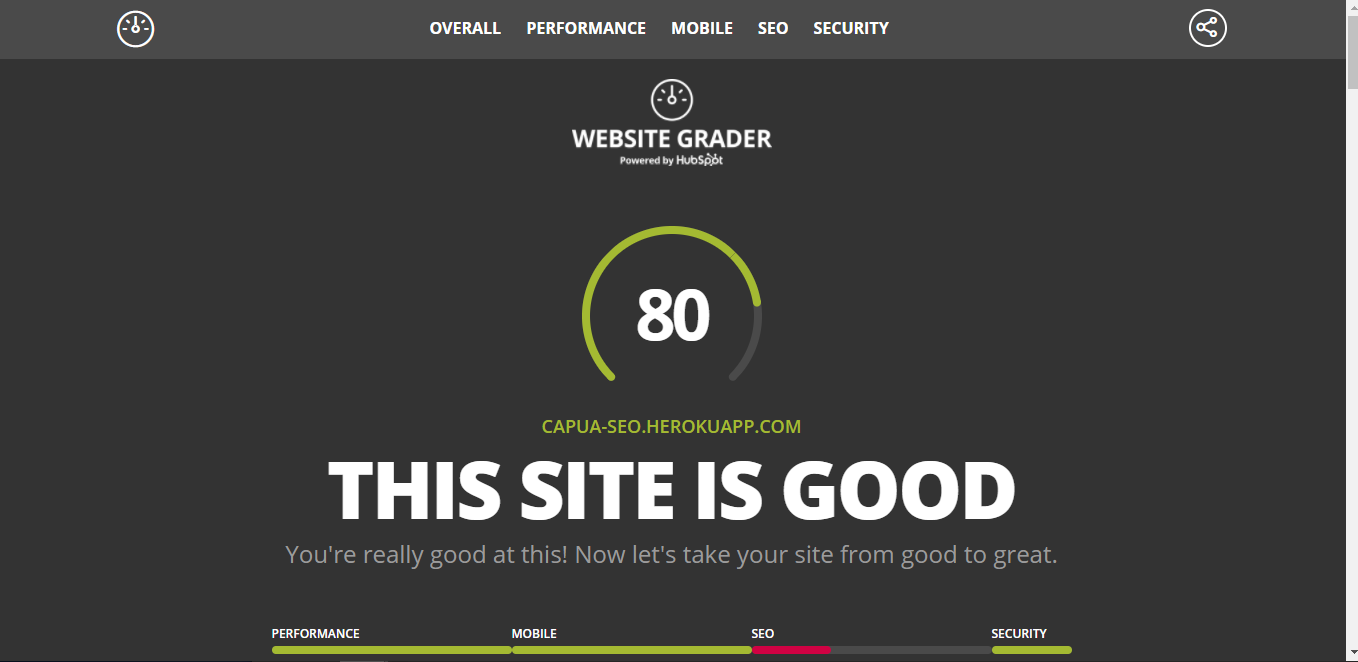 OVERALL PERFORMANCE MOBILE SEO SECURITY
WEBSITE GRADER
Powered by HubSpot
80
CAPUA-SEO.HEROKUAPP.COM
THIS SITE IS GOOD
You're really good at this! Now let's take your site from good to great.
PERFORMANCE MOBILE SEO SECURITY